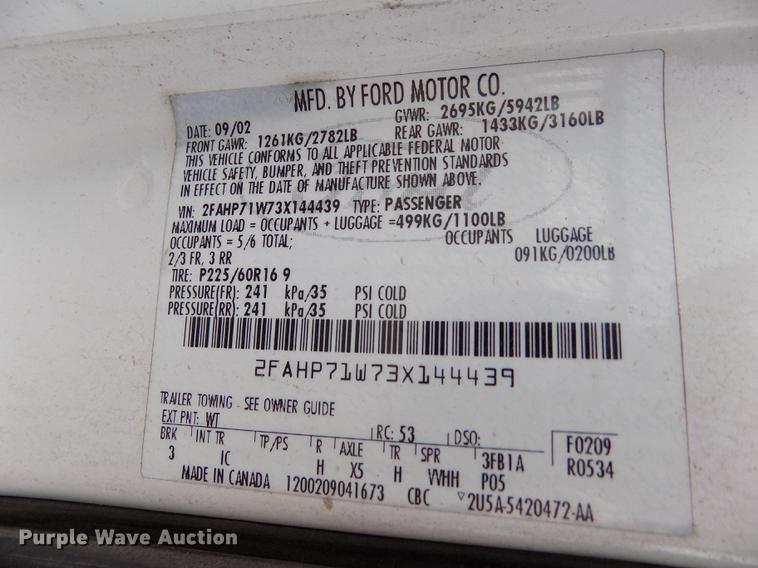 MFD. BY FORD MOTOR CO.
DATE: 09/02 GVWR: 2695KG/5942LB
FRONT GAWR: 1261KG/2782LB REAR GAWR: 1433KG/3160LB
THIS VEHICLE CONFORMS TO ALL APPLICABLE FEDERAL MOTOR
VEHICLE SAFETY, BUMPER, AND THEFT PREVENTION STANDARDS
IN EFFECT ON THE DATE OF MANUFACTURE SHOWN ABOVE.
VIN: 2FAHP71W73X144439 TYPE: PASSENGER
MAXIMUM LOAD = OCCUPANTS + LUGGAGE = 499KG/1100LB
OCCUPANTS = 5/6 TOTAL; OCCUPANTS LUGGAGE
2/3 FR, 3 RR 091KG/0200LB
TIRE: P225/60R16 9
PRESSURE(FR): 241 kPa/35 PSI COLD
PRESSURE(RR): 241 kPa/35 PSI COLD
2FAHP71W73X144439
TRAILER TOWING - SEE OWNER GUIDE
EXT PNT: WT RC: 53 DSO: F0209
BRK INT TR TP/PS R AXLE TR SPR 3FB1A R0534
3 IC H X5 H VVHH P05
MADE IN CANADA 1200209041673 CBC ▽2U5A-5420472-AA
Purple Wave Auction